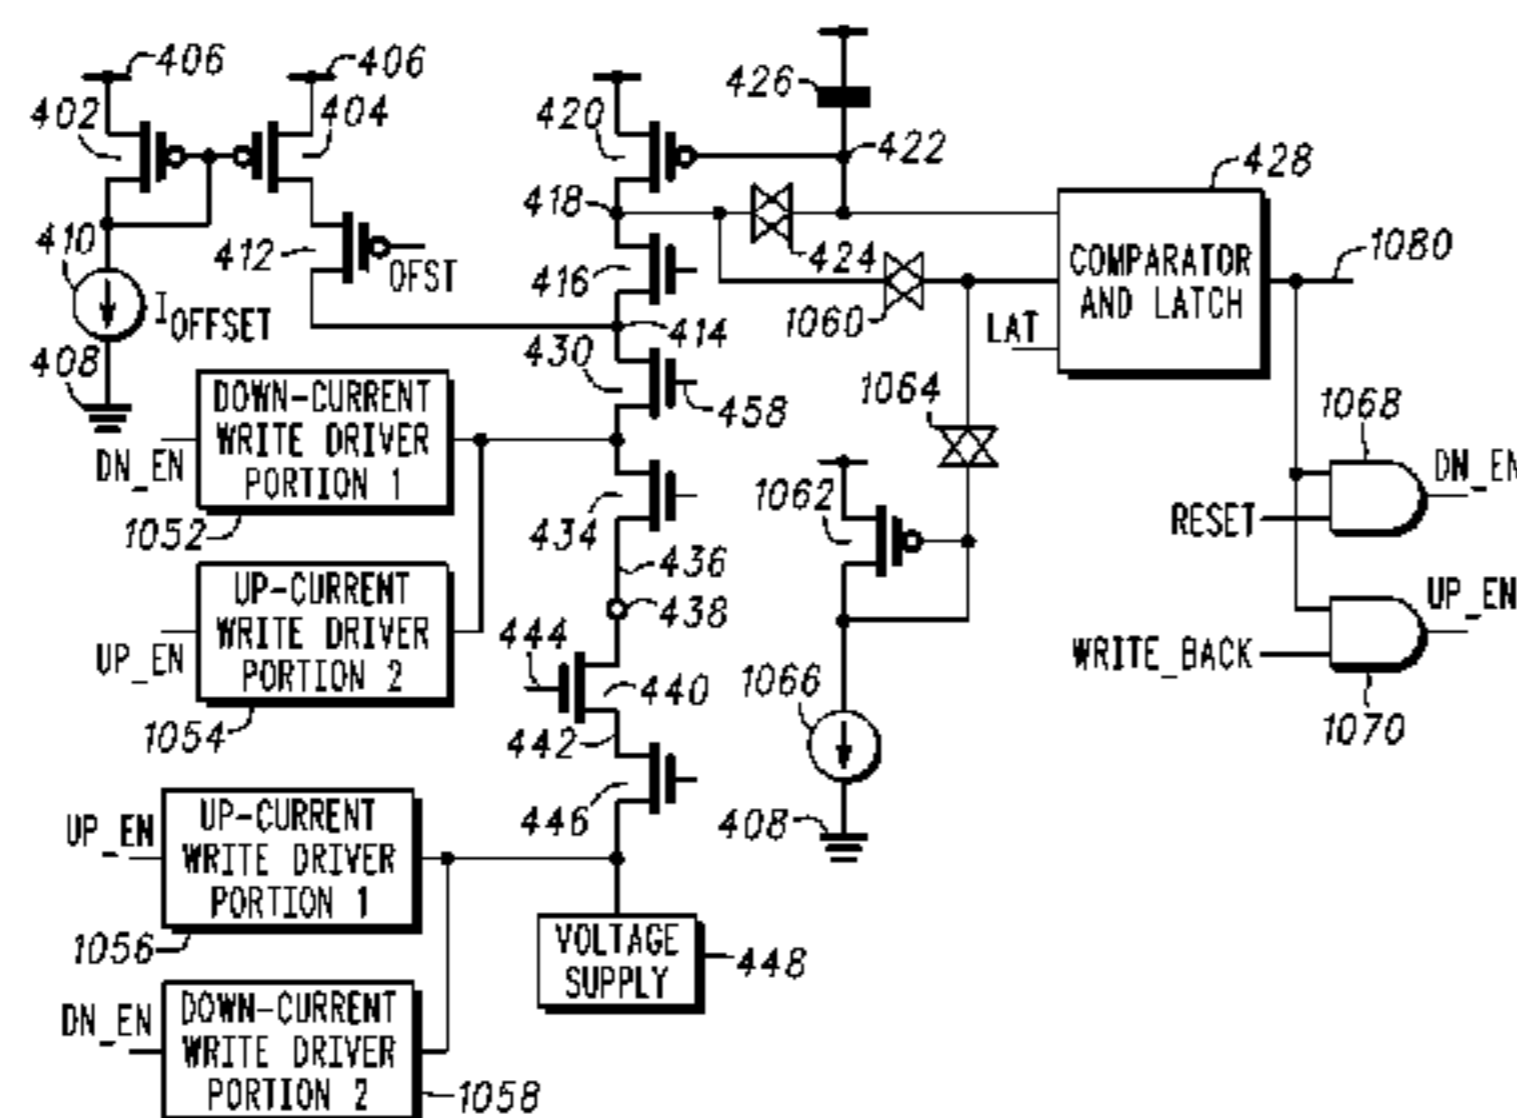 406
406
402
404
410
412
OFST
IOFFSET
408
420
426
422
418
424
416
1060
414
430
458
428
COMPARATOR
AND LATCH
LAT
1080
1064
1068
DN_EN
RESET
1062
UP_EN
WRITE_BACK
1070
1066
408
DOWN-CURRENT
WRITE DRIVER
PORTION 1
DN_EN
1052
434
436
438
UP-CURRENT
WRITE DRIVER
PORTION 2
UP_EN
1054
444
440
442
446
UP-CURRENT
WRITE DRIVER
PORTION 1
UP_EN
1056
VOLTAGE
SUPPLY
448
DOWN-CURRENT
WRITE DRIVER
PORTION 2
DN_EN
1058